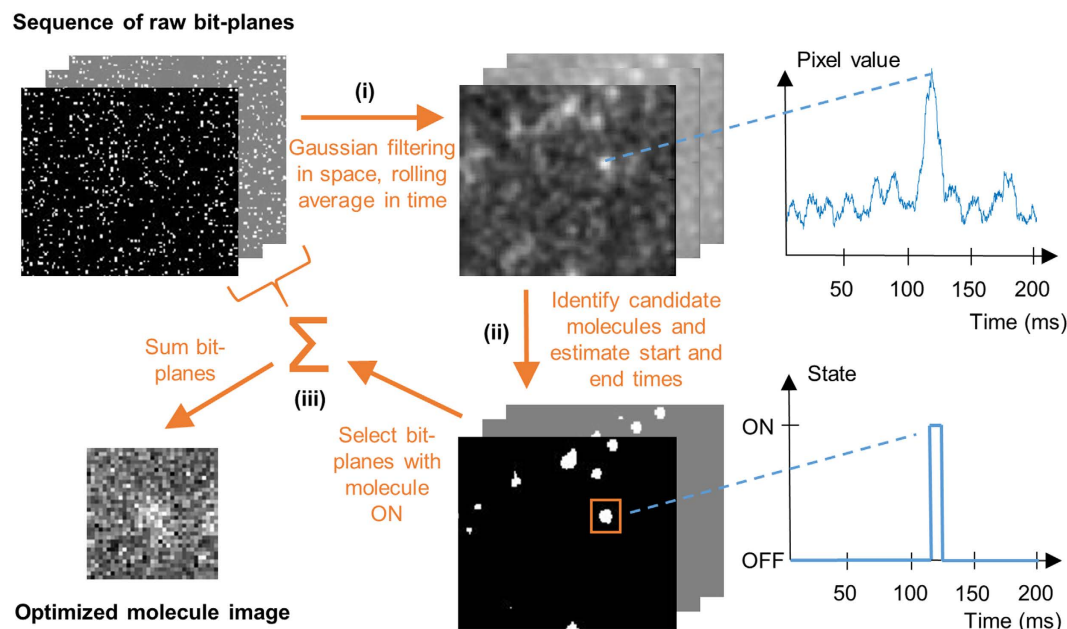 Sequence of raw bit-planes
(i)
Gaussian filtering
in space, rolling
average in time
Pixel value
50 100 150 200
Time (ms)
(ii)
Identify candidate
molecules and
estimate start and
end times
Σ
(iii)
Sum bit-
planes
Select bit-
planes with
molecule
ON
State
ON
OFF
50 100 150 200
Time (ms)
Optimized molecule image